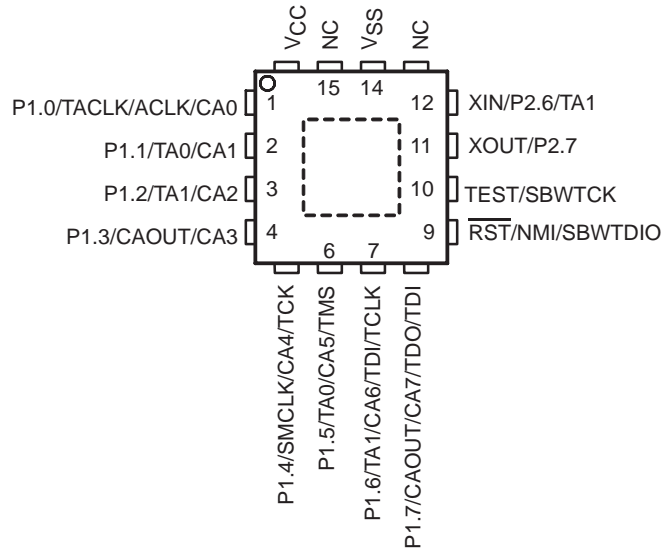 VCC
NC
VSS
NC
P1.0/TACLK/ACLK/CA0
1
15
14
12
XIN/P2.6/TA1
P1.1/TA0/CA1
2
11
XOUT/P2.7
P1.2/TA1/CA2
3
10
TEST/SBWTCK
P1.3/CAOUT/CA3
4
6
7
9
RST/NMI/SBWTDIO
P1.4/SMCLK/CA4/TCK
P1.5/TA0/CA5/TMS
P1.6/TA1/CA6/TDI/TCLK
P1.7/CAOUT/CA7/TDO/TDI